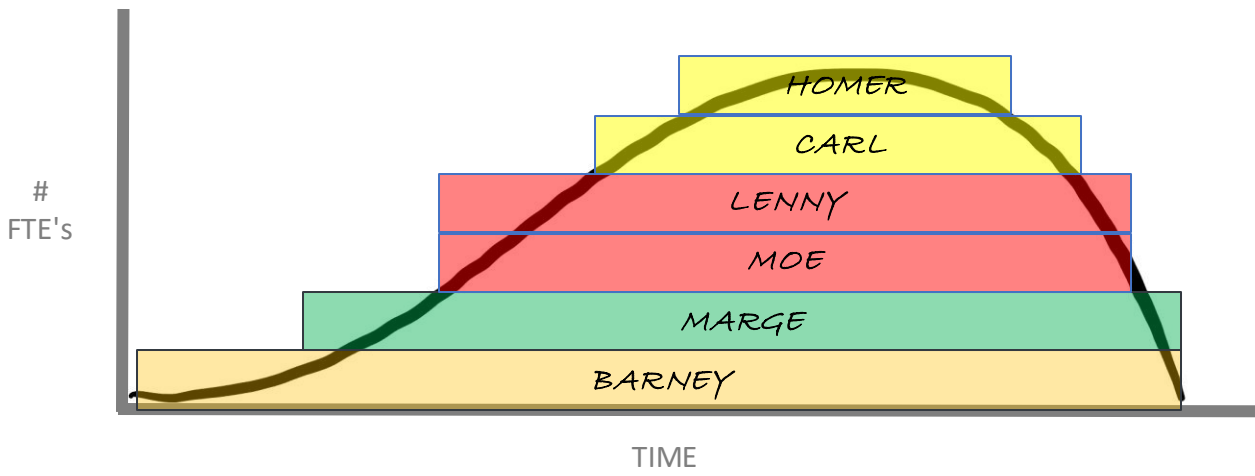 HOMER
CARL
LENNY
MOE
MARGE
BARNEY
#
FTE's
TIME